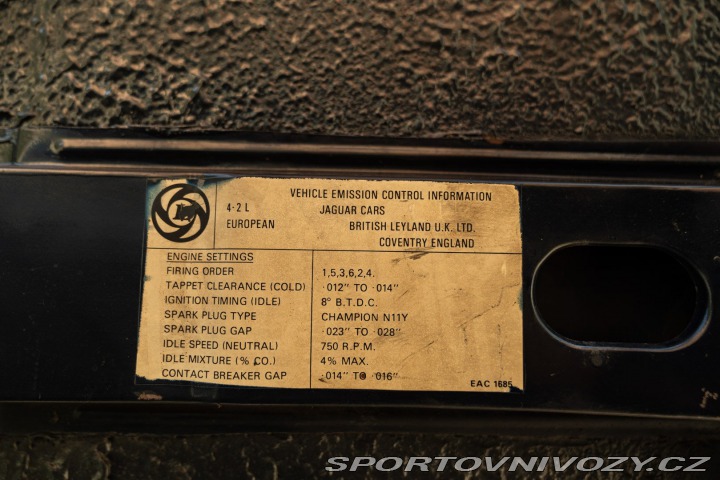 VEHICLE EMISSION CONTROL INFORMATION
4·2 L JAGUAR CARS
EUROPEAN BRITISH LEYLAND U.K. LTD.
COVENTRY ENGLAND
ENGINE SETTINGS
FIRING ORDER 1,5,3,6,2,4.
TAPPET CLEARANCE (COLD) ·012" TO ·014"
IGNITION TIMING (IDLE) 8° B.T.D.C.
SPARK PLUG TYPE CHAMPION N11Y
SPARK PLUG GAP ·023" TO ·028"
IDLE SPEED (NEUTRAL) 750 R.P.M.
IDLE MIXTURE (% CO.) 4% MAX.
CONTACT BREAKER GAP ·014" TO ·016"
EAC 1685
SPORTOVNIVOZY.CZ